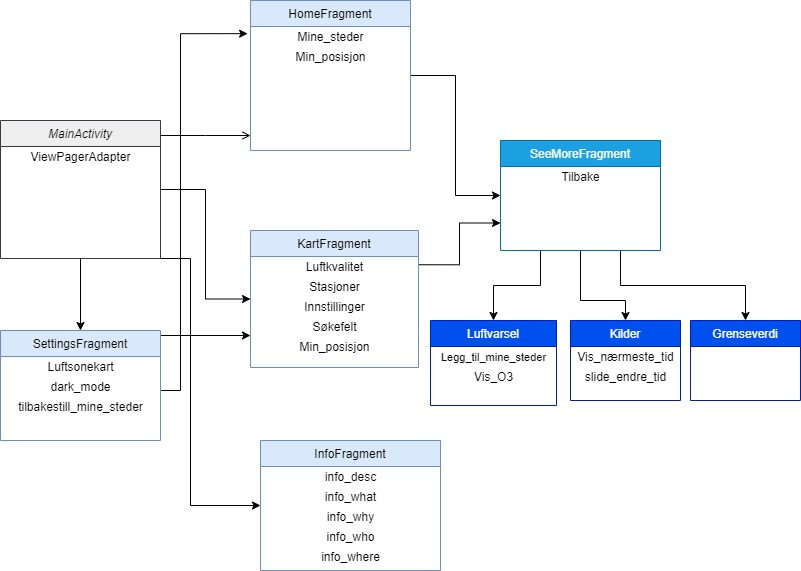 HomeFragment
Mine_steder
Min_posisjon
MainActivity
ViewPagerAdapter
SeeMoreFragment
Tilbake
KartFragment
Luftkvalitet
Stasjoner
Innstillinger
Søkefelt
Min_posisjon
SettingsFragment
Luftsonekart
dark_mode
tilbakestill_mine_steder
Luftvarsel
Legg_til_mine_steder
Vis_O3
Kilder
Vis_nærmeste_tid
slide_endre_tid
Grenseverdi
InfoFragment
info_desc
info_what
info_why
info_who
info_where